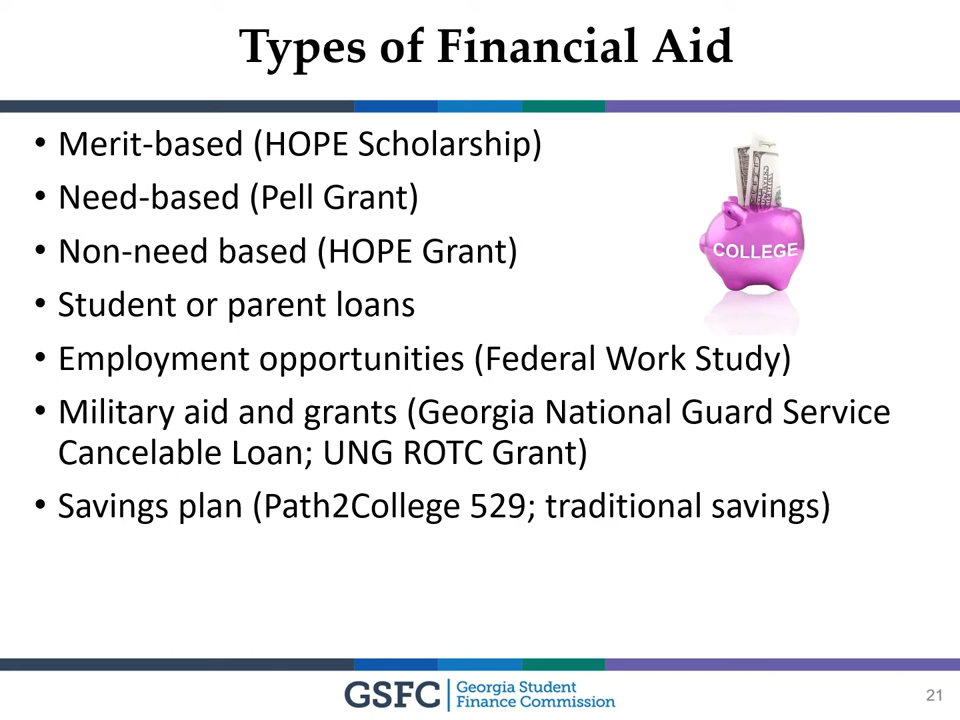 Types of Financial Aid
• Merit-based (HOPE Scholarship)
• Need-based (Pell Grant)
COLLEGE
• Non-need based (HOPE Grant)
• Student or parent loans
• Employment opportunities (Federal Work Study)
• Military aid and grants (Georgia National Guard Service
Cancelable Loan; UNG ROTC Grant)
• Savings plan (Path2College 529; traditional savings)
GSFC
Georgia Student
Finance Commission
21